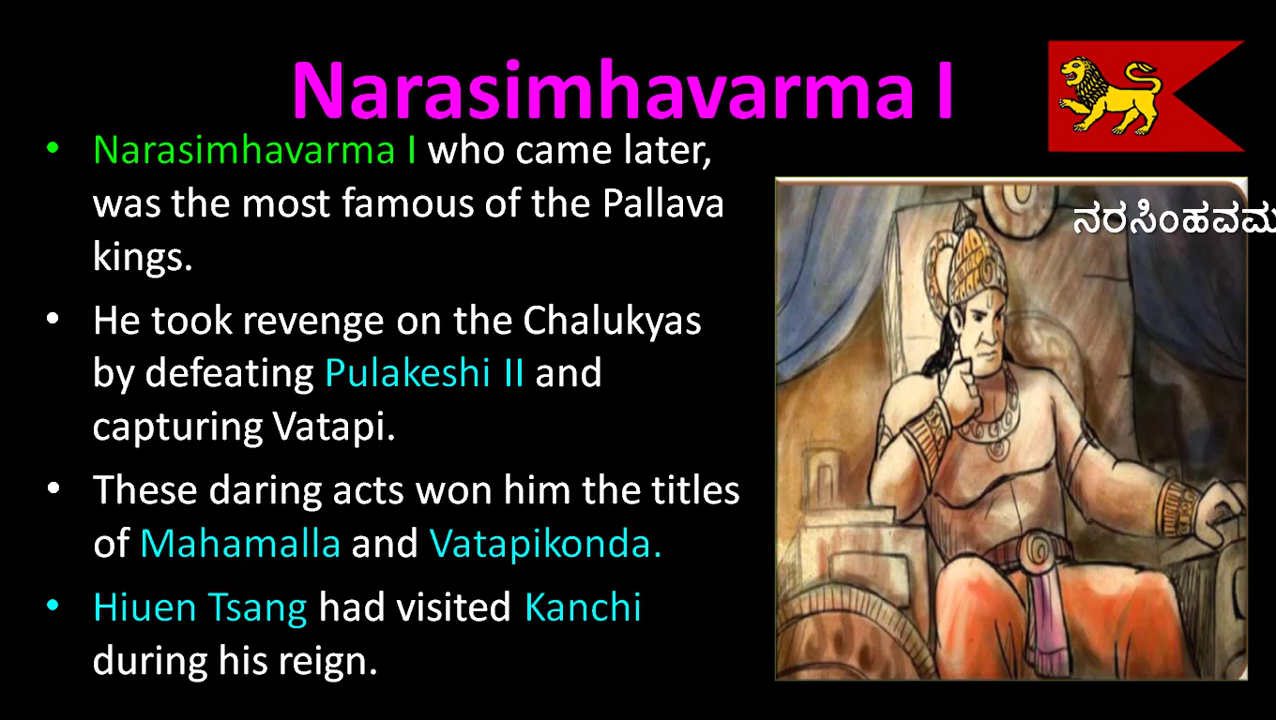 Narasimhavarma I
• Narasimhavarma I who came later,
was the most famous of the Pallava
kings.
• He took revenge on the Chalukyas
by defeating Pulakeshi II and
capturing Vatapi.
• These daring acts won him the titles
of Mahamalla and Vatapikonda.
• Hiuen Tsang had visited Kanchi
during his reign.
ನರಸಿಂಹವಮ